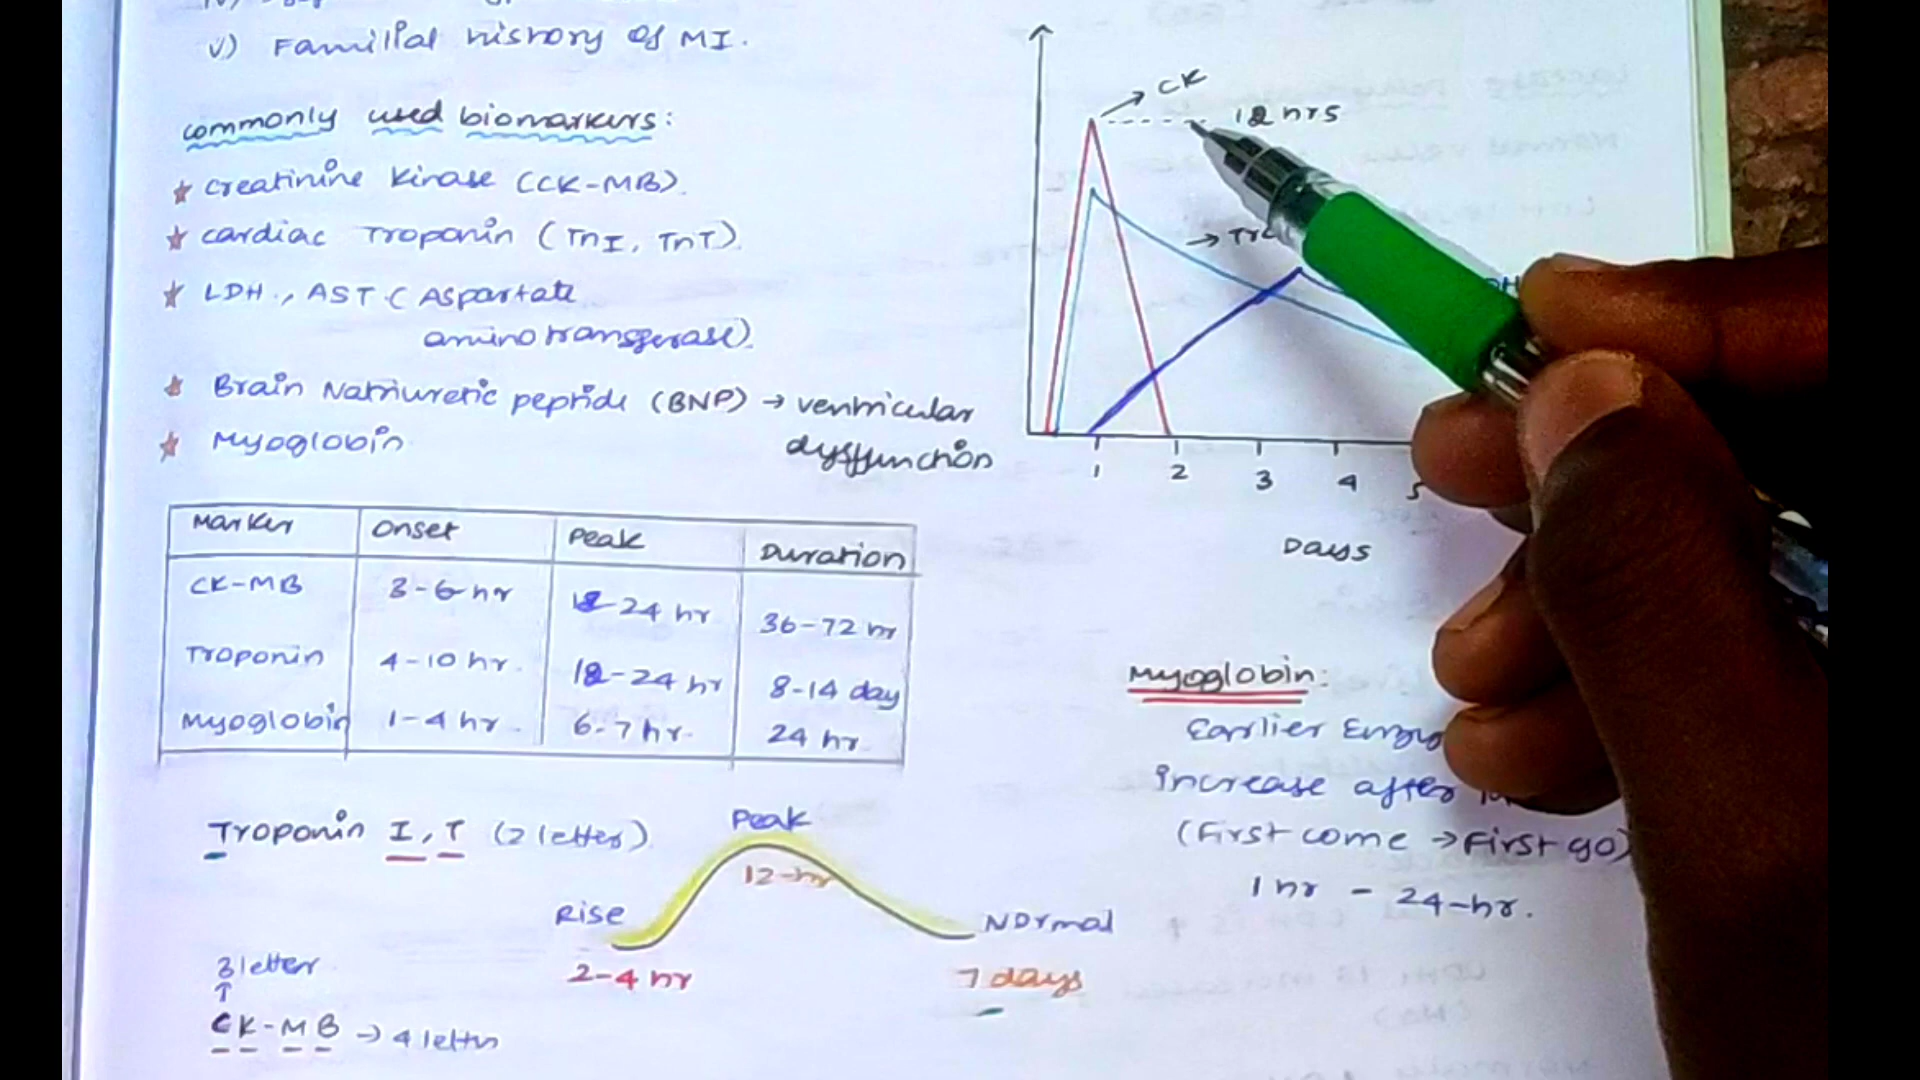 v) Familial history of MI.
commonly used biomarkers:
★ creatinine kinase (CK-MB).
★ cardiac Troponin (TnI, TnT).
★ LDH., AST (Aspartate
aminotransferase).
★ Brain Natriuretic peptide (BNP) → ventricular
dysfunction
★ Myoglobin
→ CK
12 hrs
→ Tr
1 2 3 4 5
Days
Marker Onset Peak Duration
CK-MB 3-6 hr 12-24 hr 36-72 hr
Troponin 4-10 hr. 12-24 hr 8-14 day
Myoglobin 1-4 hr. 6-7 hr. 24 hr.
Myoglobin:
Earlier
increase after
(First come → First go)
1 hr - 24-hr.
Troponin I, T (2 letter)
Peak
12-hr
Rise
Normal
2-4 hr
7 days
3 letter
↑
CK-MB → 4 letter